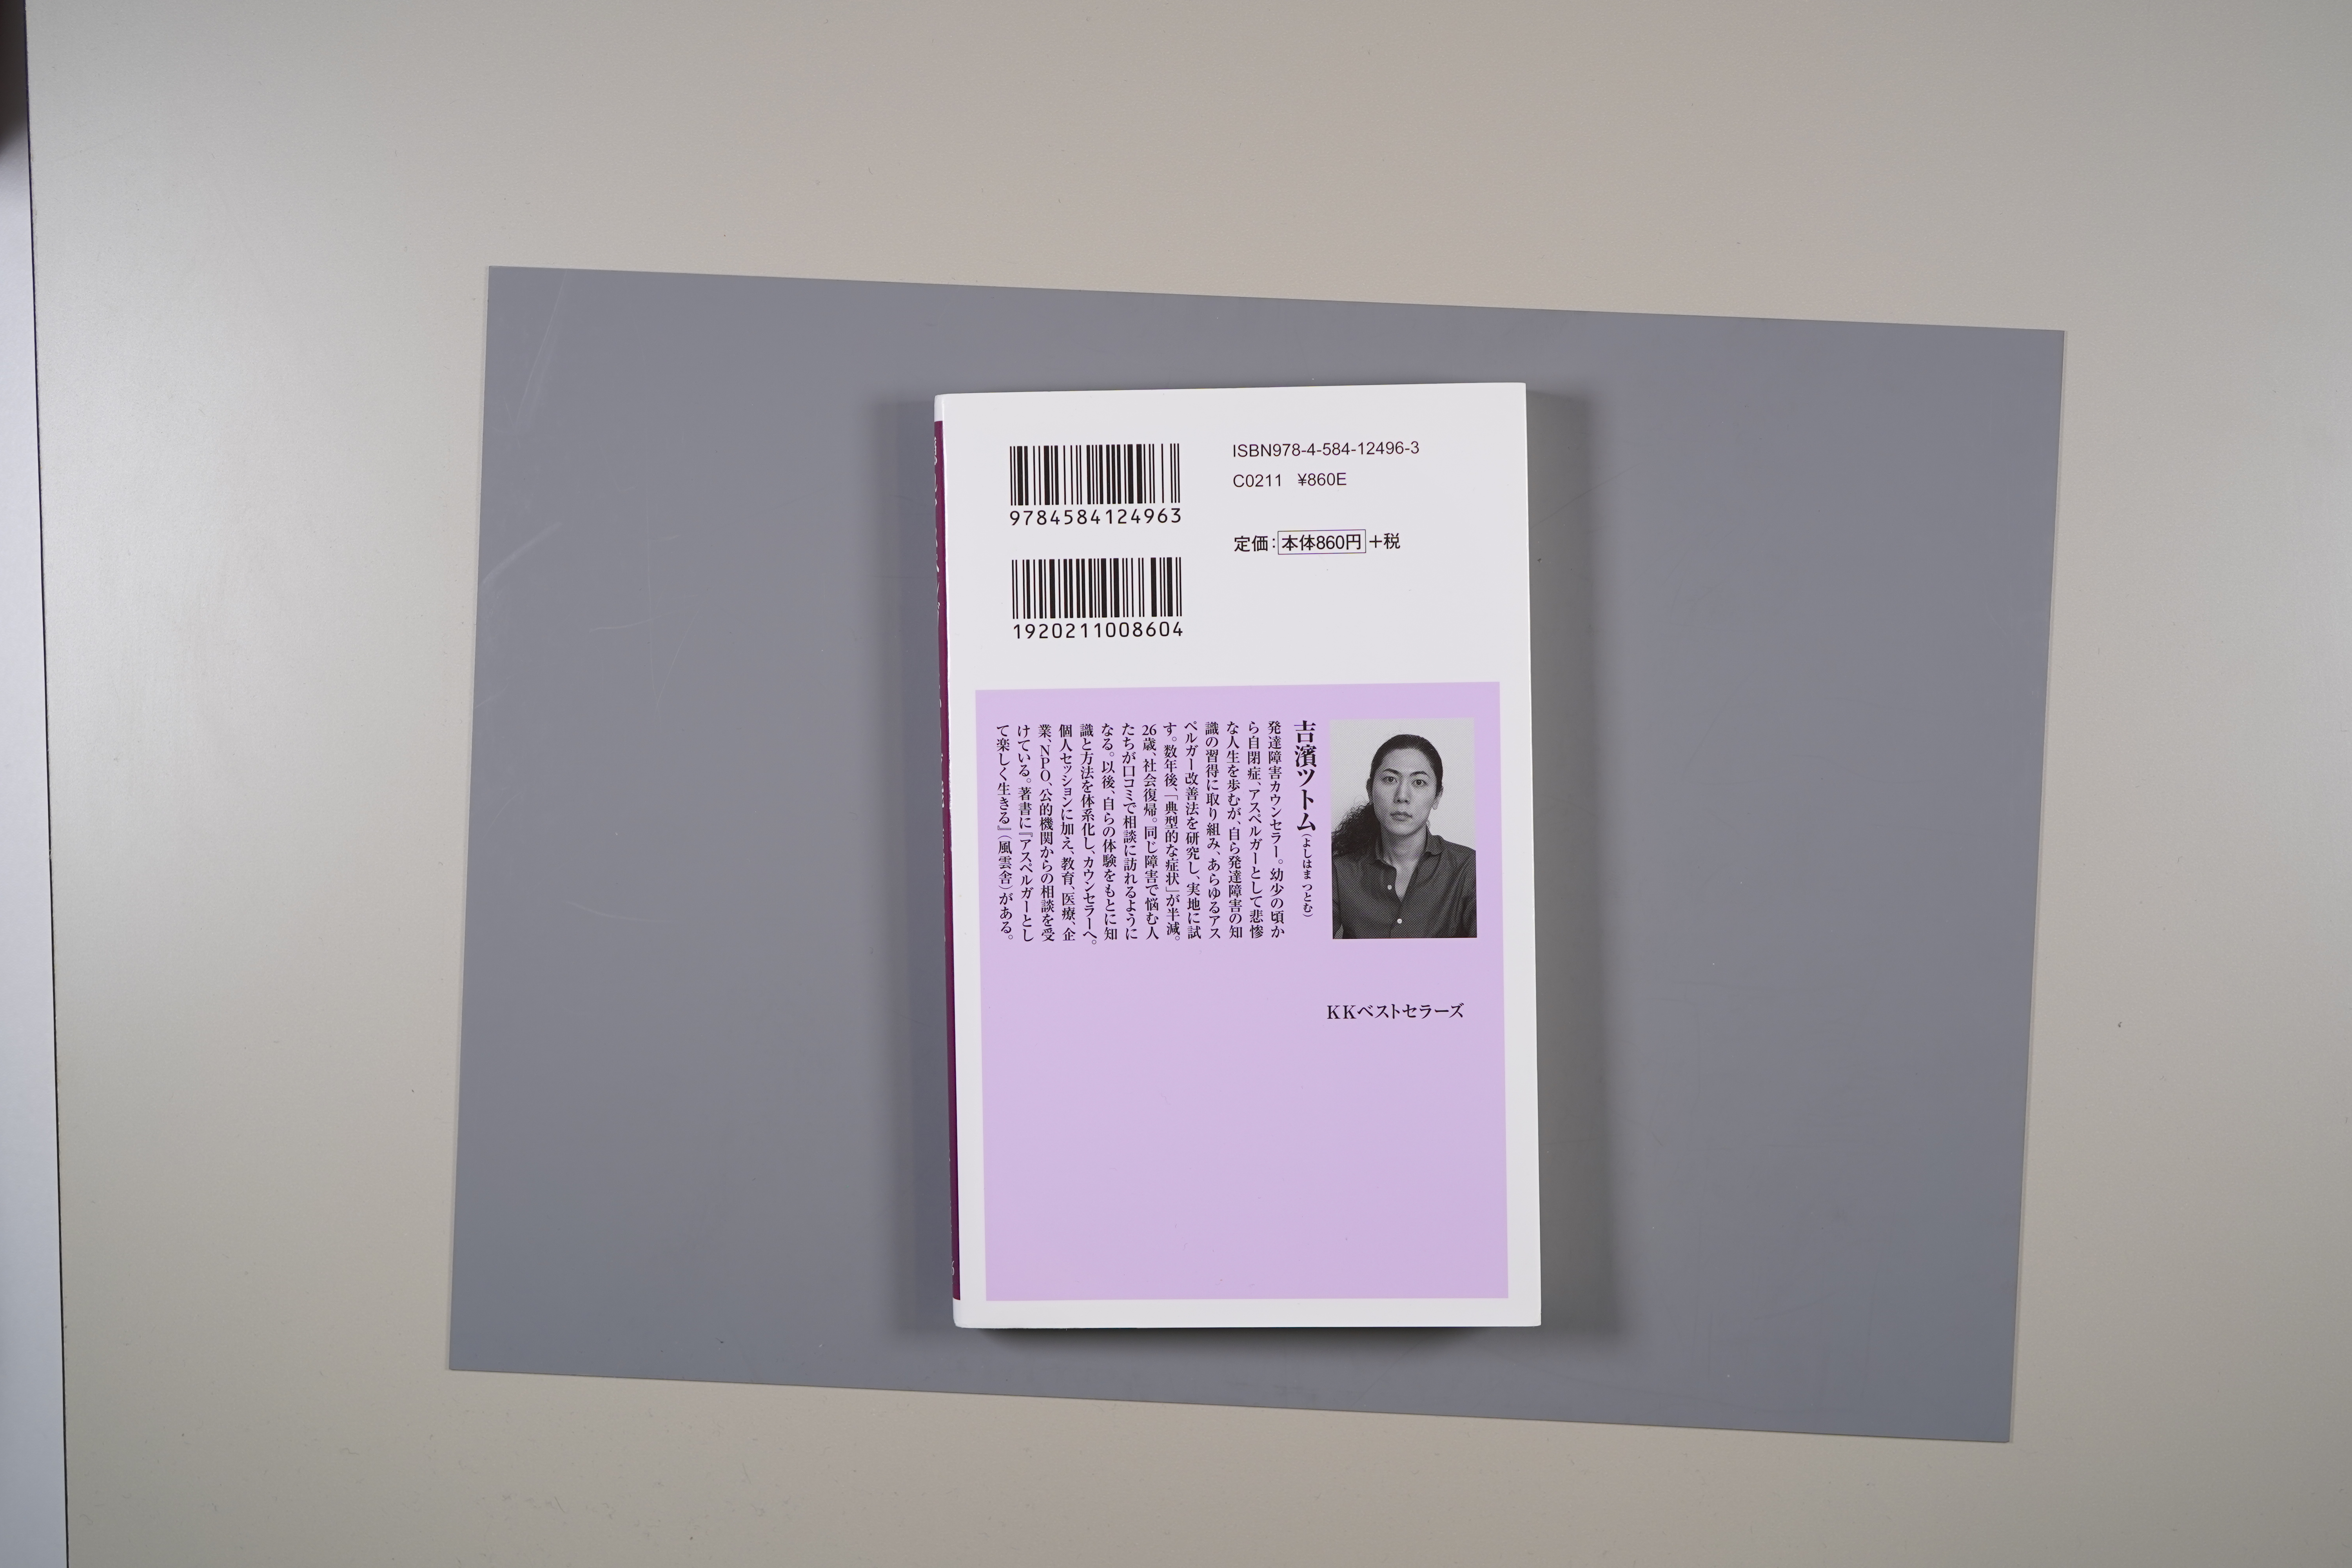 9784584124963
1920211008604
ISBN978-4-584-12496-3
C0211 ¥860E
定価：本体860円＋税
吉濱ツトム（よしはま つとむ）
発達障害カウンセラー。幼少の頃か
ら自閉症、アスペルガーとして悲惨
な人生を歩むが、自ら発達障害の知
識の習得に取り組み、あらゆるアス
ペルガー改善法を研究し、実地に試
す。数年後、「典型的な症状」が半減。
26歳、社会復帰。同じ障害で悩む人
たちが口コミで相談に訪れるように
なる。以後、自らの体験をもとに知
識と方法を体系化し、カウンセラーへ。
個人セッションに加え、教育、医療、企
業、NPO、公的機関からの相談を受
けている。著書に『アスペルガーとし
て楽しく生きる』（風雲舎）がある。
KKベストセラーズ